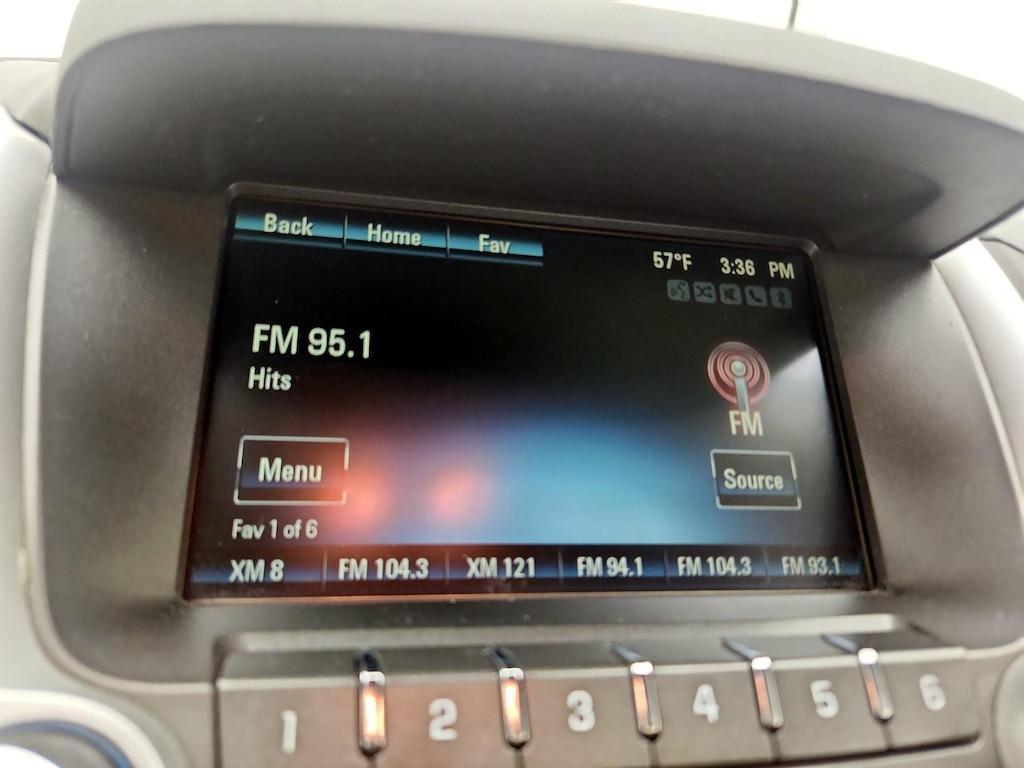 Back Home Fav
57°F 3:36 PM
FM 95.1
Hits
FM
Menu
Source
Fav 1 of 6
XM 8 FM 104.3 XM 121 FM 94.1 FM 104.3 FM 93.1
1 2 3 4 5 6